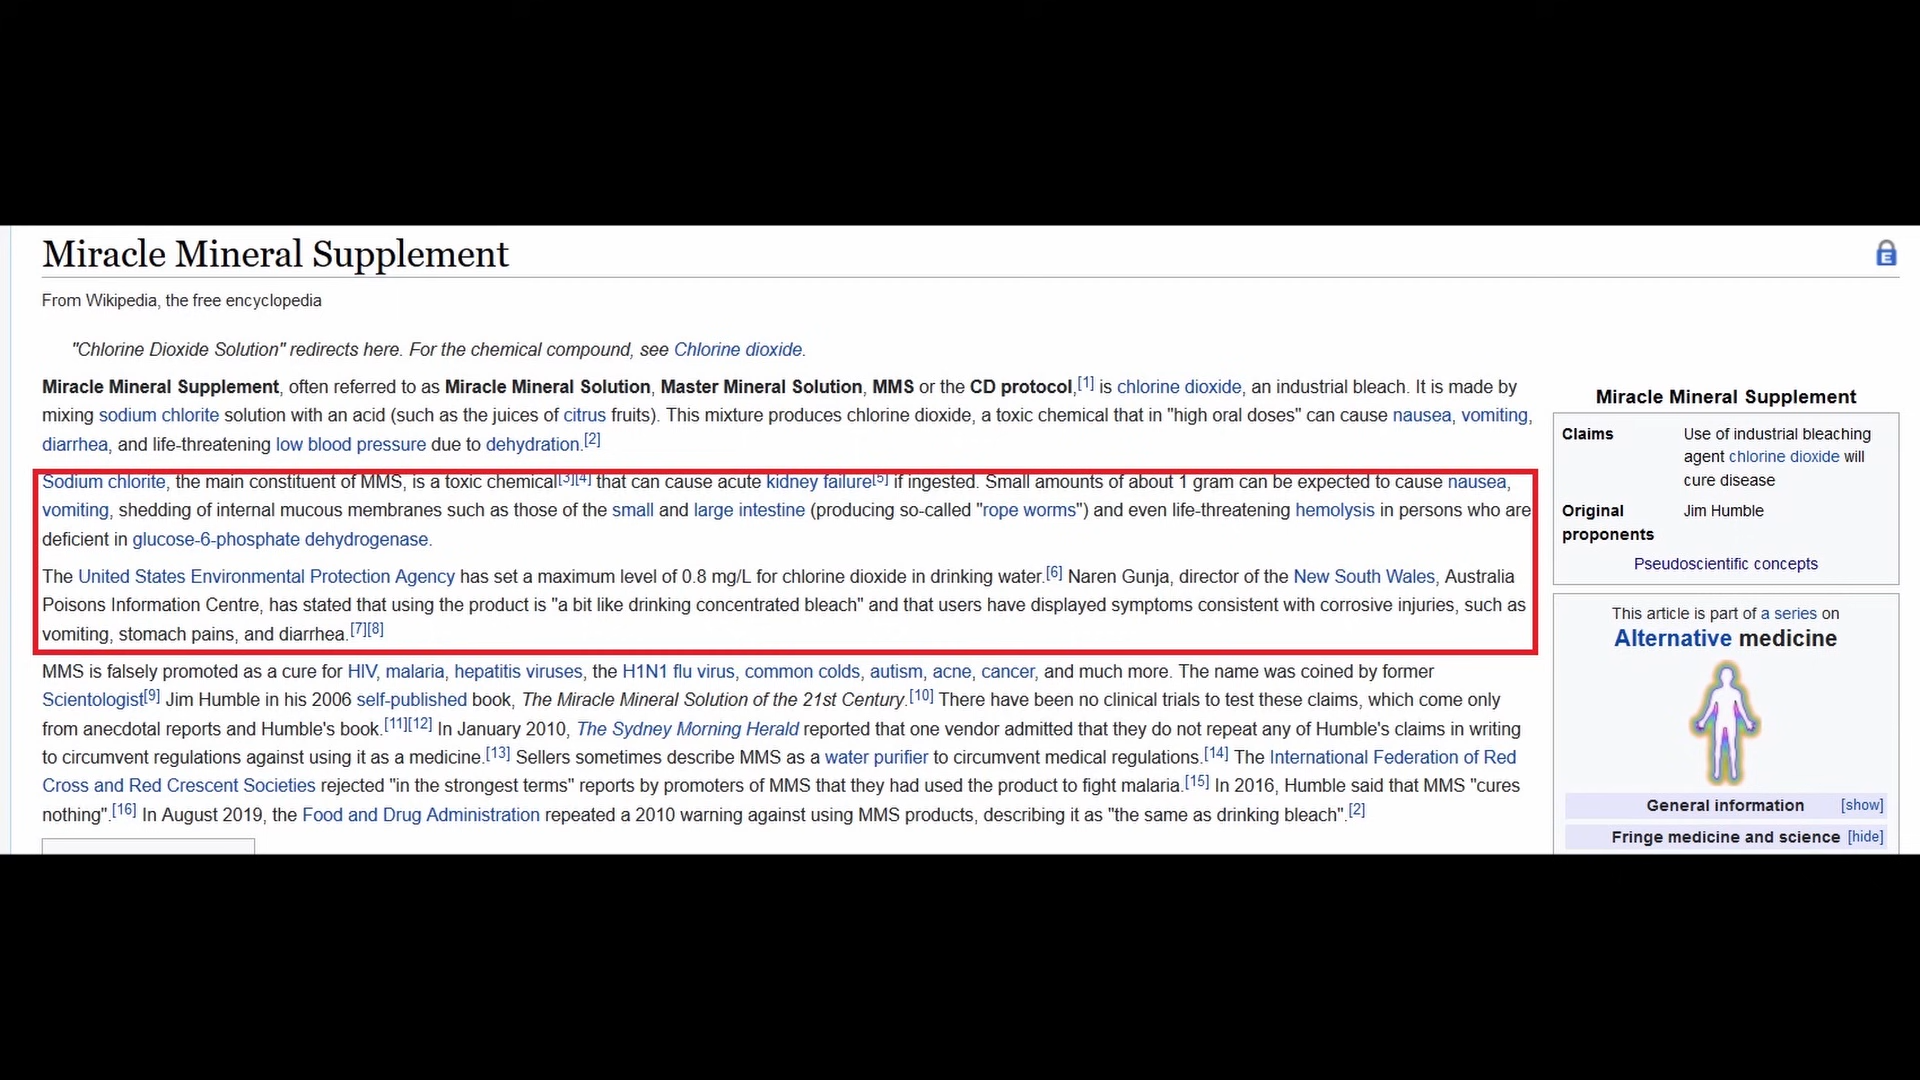 Miracle Mineral Supplement
From Wikipedia, the free encyclopedia
"Chlorine Dioxide Solution" redirects here. For the chemical compound, see Chlorine dioxide.
Miracle Mineral Supplement, often referred to as Miracle Mineral Solution, Master Mineral Solution, MMS or the CD protocol,[1] is chlorine dioxide, an industrial bleach. It is made by
mixing sodium chlorite solution with an acid (such as the juices of citrus fruits). This mixture produces chlorine dioxide, a toxic chemical that in "high oral doses" can cause nausea, vomiting,
diarrhea, and life-threatening low blood pressure due to dehydration.[2]
Sodium chlorite, the main constituent of MMS, is a toxic chemical[3][4] that can cause acute kidney failure[5] if ingested. Small amounts of about 1 gram can be expected to cause nausea,
vomiting, shedding of internal mucous membranes such as those of the small and large intestine (producing so-called "rope worms") and even life-threatening hemolysis in persons who are
deficient in glucose-6-phosphate dehydrogenase.
The United States Environmental Protection Agency has set a maximum level of 0.8 mg/L for chlorine dioxide in drinking water.[6] Naren Gunja, director of the New South Wales, Australia
Poisons Information Centre, has stated that using the product is "a bit like drinking concentrated bleach" and that users have displayed symptoms consistent with corrosive injuries, such as
vomiting, stomach pains, and diarrhea.[7][8]
MMS is falsely promoted as a cure for HIV, malaria, hepatitis viruses, the H1N1 flu virus, common colds, autism, acne, cancer, and much more. The name was coined by former
Scientologist[9] Jim Humble in his 2006 self-published book, The Miracle Mineral Solution of the 21st Century.[10] There have been no clinical trials to test these claims, which come only
from anecdotal reports and Humble's book.[11][12] In January 2010, The Sydney Morning Herald reported that one vendor admitted that they do not repeat any of Humble's claims in writing
to circumvent regulations against using it as a medicine.[13] Sellers sometimes describe MMS as a water purifier to circumvent medical regulations.[14] The International Federation of Red
Cross and Red Crescent Societies rejected "in the strongest terms" reports by promoters of MMS that they had used the product to fight malaria.[15] In 2016, Humble said that MMS "cures
nothing".[16] In August 2019, the Food and Drug Administration repeated a 2010 warning against using MMS products, describing it as "the same as drinking bleach".[2]
E
Miracle Mineral Supplement
Claims Use of industrial bleaching
agent chlorine dioxide will
cure disease
Original Jim Humble
proponents
Pseudoscientific concepts
This article is part of a series on
Alternative medicine
General information [show]
Fringe medicine and science [hide]